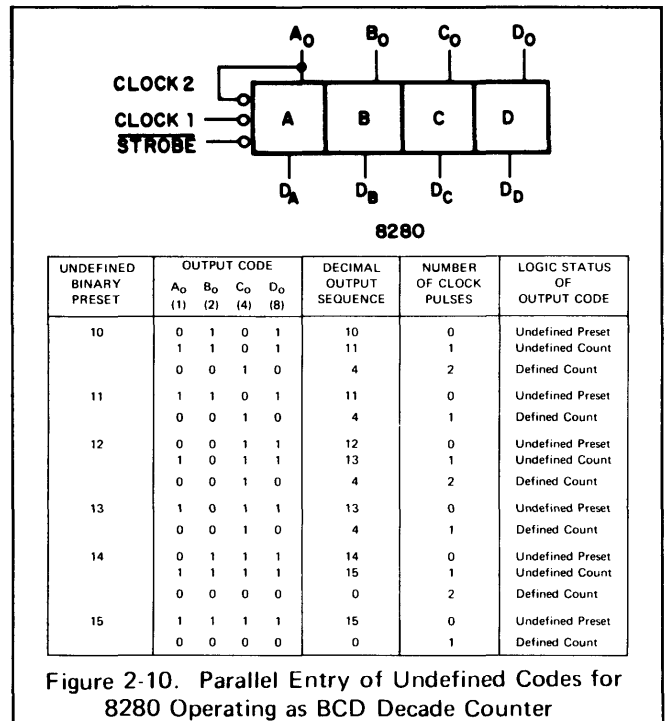 A₀ B₀ C₀ D₀
CLOCK 2
CLOCK 1
STROBE
A B C D
D_A D_B D_C D_D
8280
UNDEFINED BINARY PRESET | OUTPUT CODE A₀ (1) B₀ (2) C₀ (4) D₀ (8) | DECIMAL OUTPUT SEQUENCE | NUMBER OF CLOCK PULSES | LOGIC STATUS OF OUTPUT CODE
10 0 1 0 1 10 0 Undefined Preset
1 1 0 1 11 1 Undefined Count
0 0 1 0 4 2 Defined Count
11 1 1 0 1 11 0 Undefined Preset
0 0 1 0 4 1 Defined Count
12 0 0 1 1 12 0 Undefined Preset
1 0 1 1 13 1 Undefined Count
0 0 1 0 4 2 Defined Count
13 1 0 1 1 13 0 Undefined Preset
0 0 1 0 4 1 Defined Count
14 0 1 1 1 14 0 Undefined Preset
1 1 1 1 15 1 Undefined Count
0 0 0 0 0 2 Defined Count
15 1 1 1 1 15 0 Undefined Preset
0 0 0 0 0 1 Defined Count
Figure 2-10. Parallel Entry of Undefined Codes for
8280 Operating as BCD Decade Counter